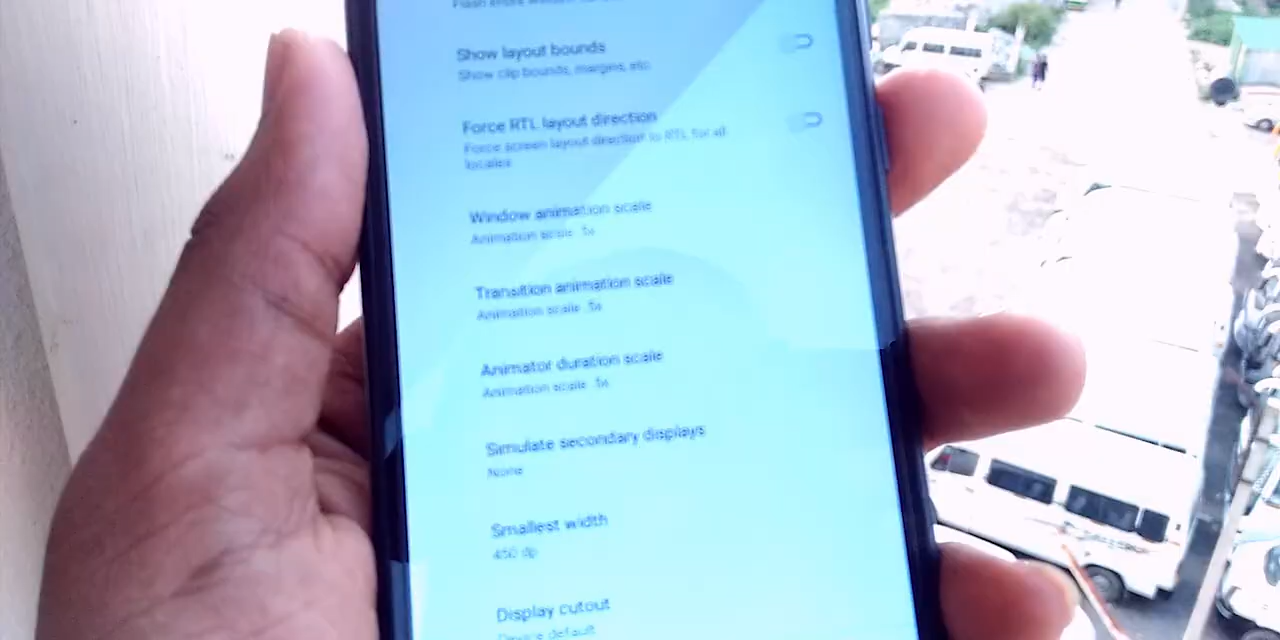 Show layout bounds
Show clip bounds, margins, etc.
Force RTL layout direction
Force screen layout direction to RTL for all
locales
Window animation scale
Animation scale .5x
Transition animation scale
Animation scale .5x
Animator duration scale
Animation scale .5x
Simulate secondary displays
None
Smallest width
450 dp
Display cutout
Device default